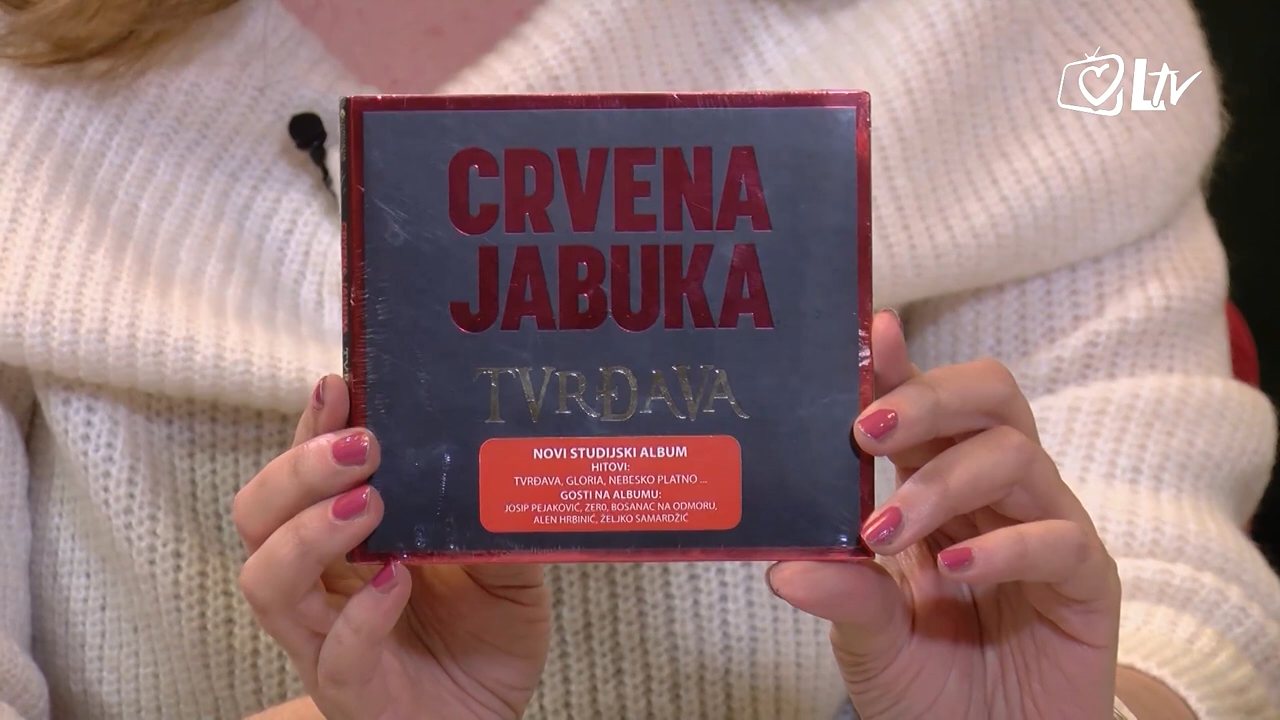 Ltv
CRVENA
JABUKA
TVRĐAVA
NOVI STUDIJSKI ALBUM
HITOVI:
TVRĐAVA, GLORIA, NEBESKO PLATNO ...
GOSTI NA ALBUMU:
JOSIP PEJAKOVIĆ, ZER0, BOSANAC NA ODMORU,
ALEN HRBINIĆ, ŽELJKO SAMARDŽIĆ